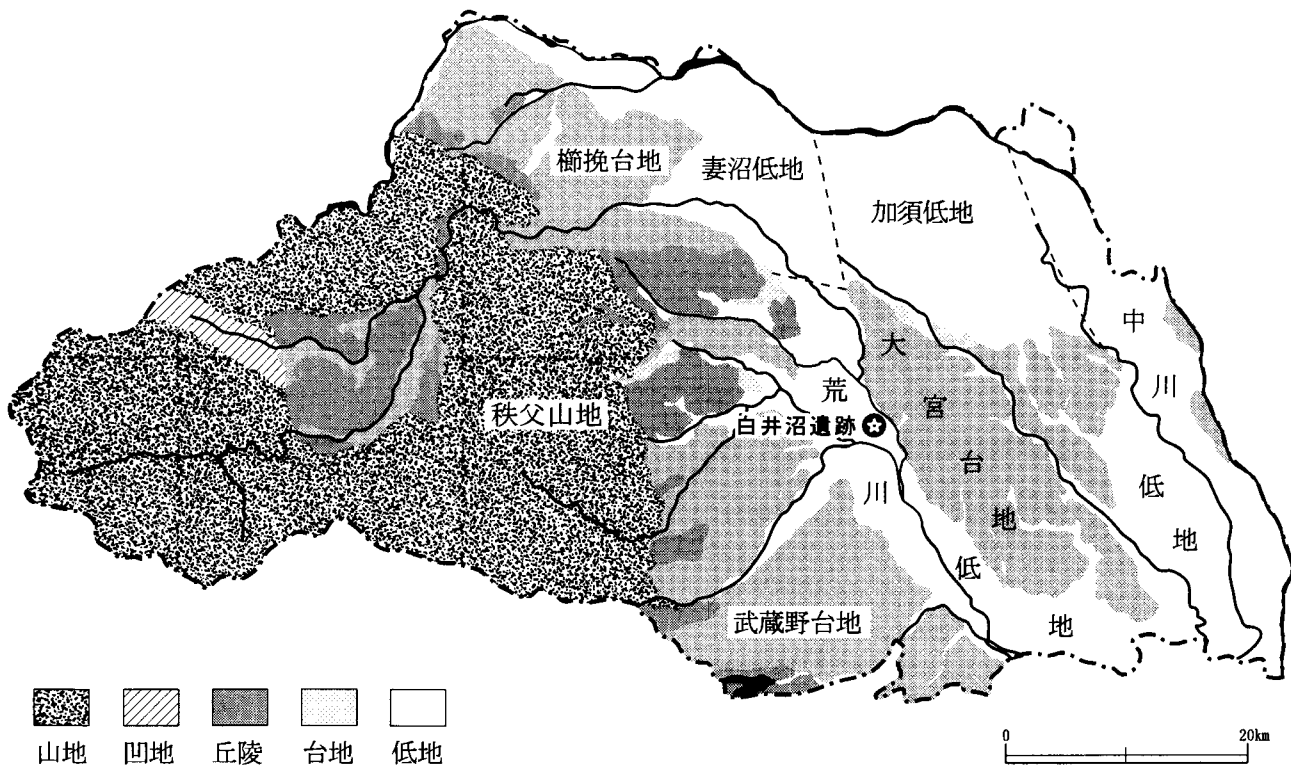 櫛挽台地
妻沼低地
加須低地
中川低地
大宮台地
荒川低地
秩父山地
白井沼遺跡
武蔵野台地
山地
凹地
丘陵
台地
低地
0
20km